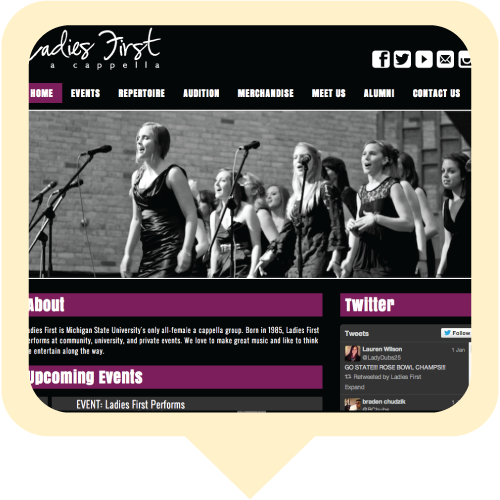 Ladies First
a cappella
HOME EVENTS REPERTOIRE AUDITION MERCHANDISE MEET US ALUMNI CONTACT US
About
adies First is Michigan State University's only all-female a cappella group. Born in 1985, Ladies First
erforms at community, university, and private events. We love to make great music and like to think
e entertain along the way.
Upcoming Events
EVENT: Ladies First Performs
Twitter
Tweets
Follow
Lauren Wilson
1 Jan
@LadyDubs25
GO STATE!!! ROSE BOWL CHAMPS!!!
Retweeted by Ladies First
Expand
braden chudzik